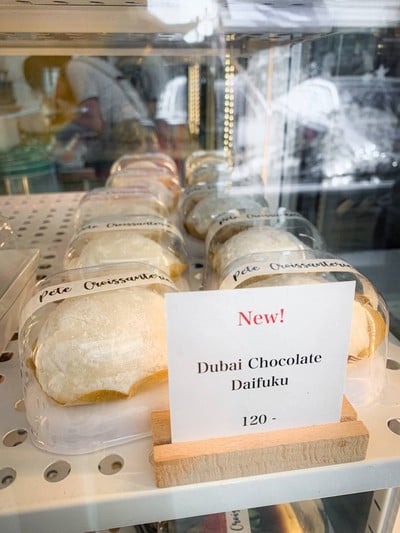 Pete Croissanterie
Pete Croissanterie
New!
Dubai Chocolate
Daifuku
120 -